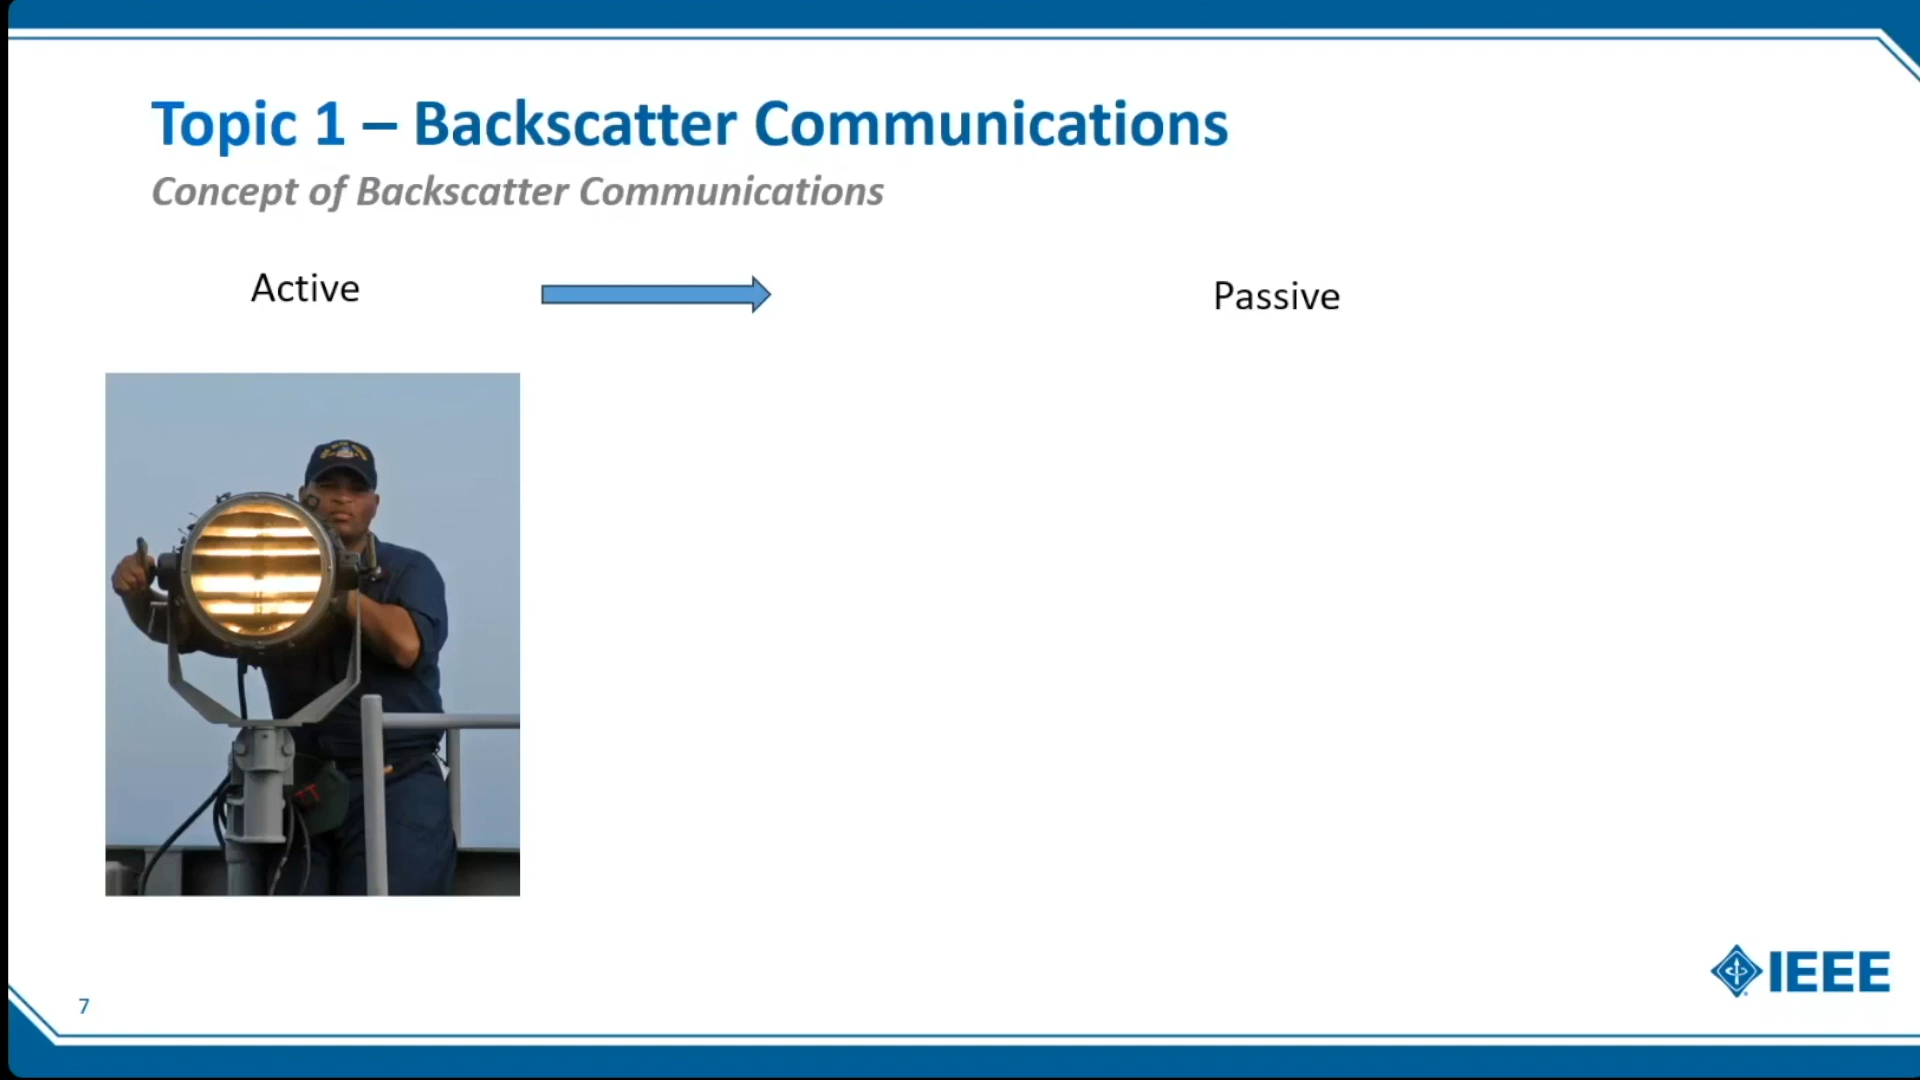 Topic 1 – Backscatter Communications
Concept of Backscatter Communications
Active
Passive
IEEE
7